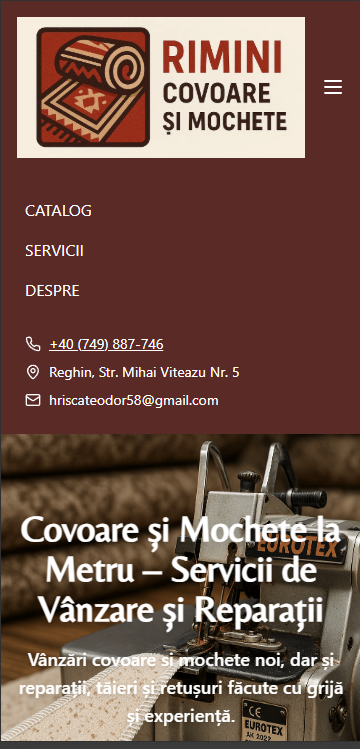 RIMINI
COVOARE
ȘI MOCHETE
CATALOG
SERVICII
DESPRE
+40 (749) 887-746
Reghin, Str. Mihai Viteazu Nr. 5
hriscateodor58@gmail.com
EUROTEX
Covoare și Mochete la
Metru – Servicii de
Vânzare și Reparații
Vânzări covoare si mochete noi, dar și
reparații, tăieri și retușuri făcute cu grijă
și experiență.
CE
EUROTEX